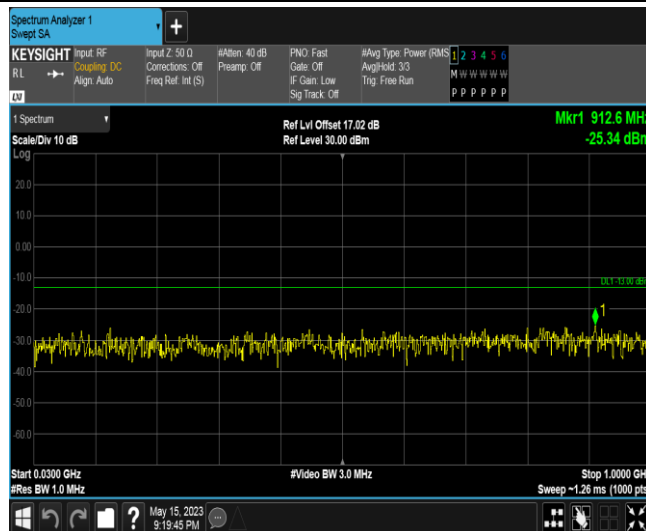 Spectrum Analyzer 1
Swept SA
+
KEYSIGHT
RL
LXI
Input: RF
Coupling: DC
Align: Auto
Input Z: 50 Ω
Corrections: Off
Freq Ref: Int (S)
#Atten: 40 dB
Preamp: Off
PNO: Fast
Gate: Off
IF Gain: Low
Sig Track: Off
#Avg Type: Power (RMS
Avg|Hold: 3/3
Trig: Free Run
1 2 3 4 5 6
M W W W W W
P P P P P P
1 Spectrum
Scale/Div 10 dB
Ref Lvl Offset 17.02 dB
Ref Level 30.00 dBm
Mkr1 912.6 MHz
-25.34 dBm
Log
20.0
10.0
0.00
-10.0
DL1 -13.00 dBm
-20.0
1
-30.0
-40.0
-50.0
-60.0
Start 0.0300 GHz
#Video BW 3.0 MHz
Stop 1.0000 GH
#Res BW 1.0 MHz
Sweep ~1.26 ms (1000 pts
?
May 15, 2023
9:19:45 PM